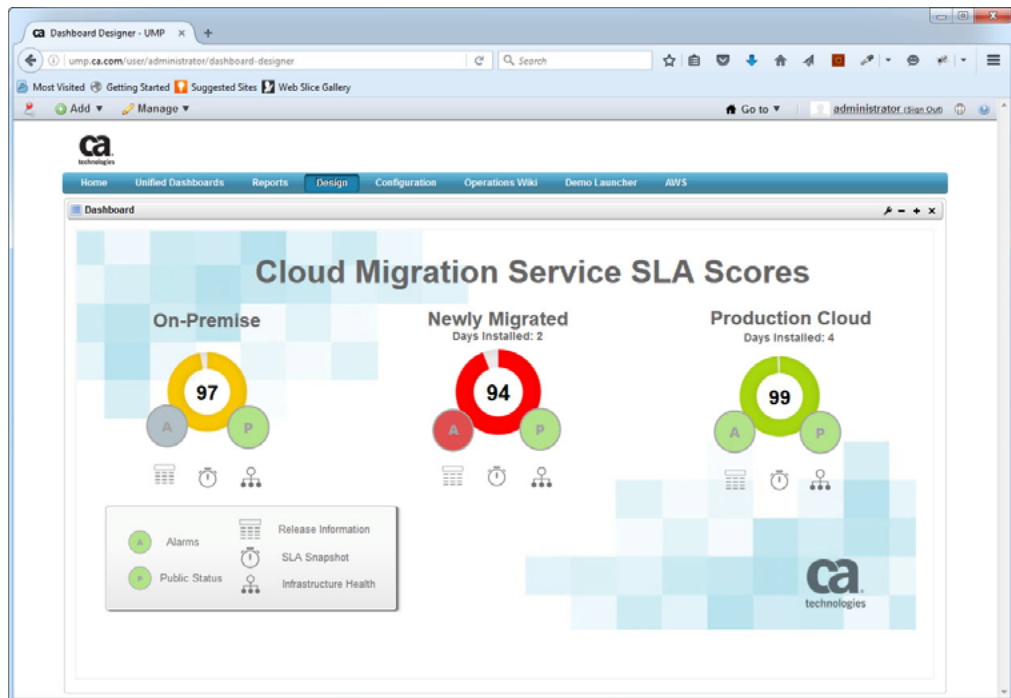 ca Dashboard Designer - UMP × +
ump.ca.com/user/administrator/dashboard-designer
Search
Most Visited Getting Started Suggested Sites Web Slice Gallery
Add Manage Go to administrator (Sign Out)
ca
technologies
Home Unified Dashboards Reports Design Configuration Operations Wiki Demo Launcher AWS
Dashboard
Cloud Migration Service SLA Scores
On-Premise Newly Migrated Production Cloud
Days Installed: 2 Days Installed: 4
97 94 99
A P A P A P
Release Information
A Alarms
SLA Snapshot
P Public Status
Infrastructure Health
ca
technologies